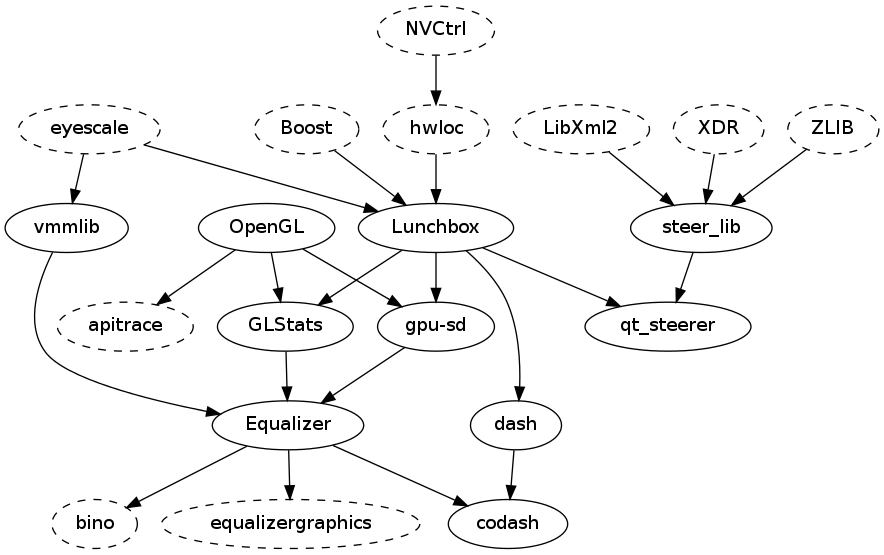 NVCtrl
eyescale
Boost
hwloc
LibXml2
XDR
ZLIB
vmmlib
OpenGL
Lunchbox
steer_lib
apitrace
GLStats
gpu-sd
qt_steerer
Equalizer
dash
bino
equalizergraphics
codash